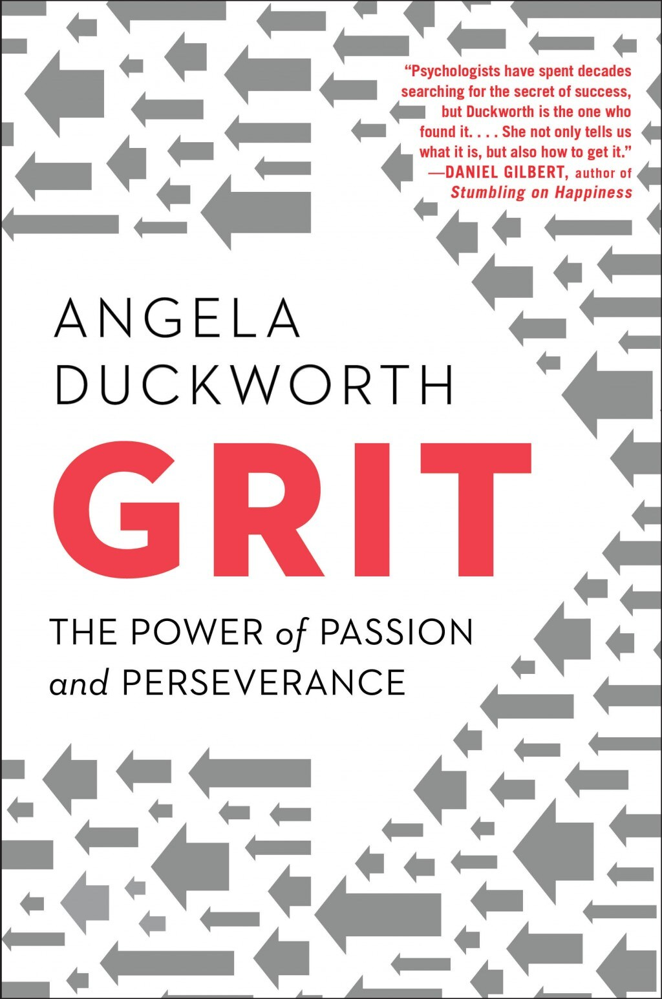 “Psychologists have spent decades
searching for the secret of success,
but Duckworth is the one who
found it. . . . She not only tells us
what it is, but also how to get it.”
—DANIEL GILBERT, author of
Stumbling on Happiness
ANGELA
DUCKWORTH
GRIT
THE POWER of PASSION
and PERSEVERANCE